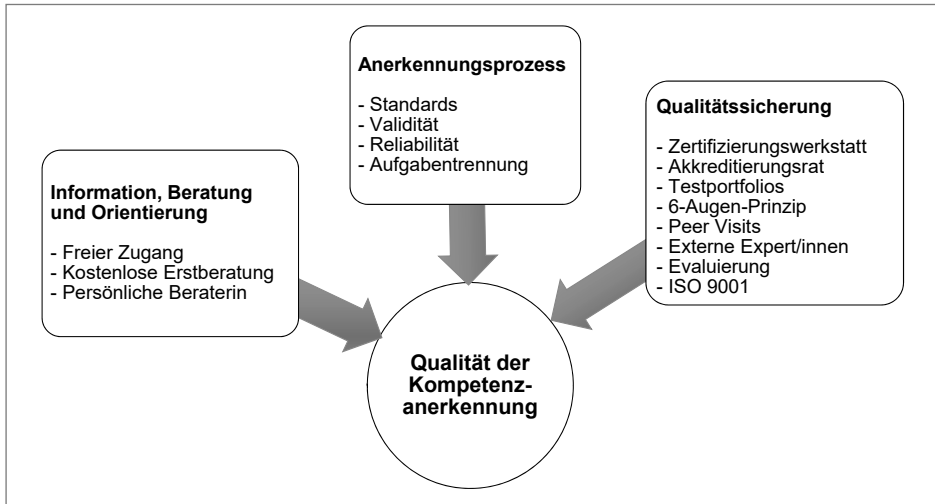 Information, Beratung
und Orientierung
- Freier Zugang
- Kostenlose Erstberatung
- Persönliche Beraterin
Anerkennungsprozess
- Standards
- Validität
- Reliabilität
- Aufgabentrennung
Qualitätssicherung
- Zertifizierungswerkstatt
- Akkreditierungsrat
- Testportfolios
- 6-Augen-Prinzip
- Peer Visits
- Externe Expert/innen
- Evaluierung
- ISO 9001
Qualität der
Kompetenz-
anerkennung